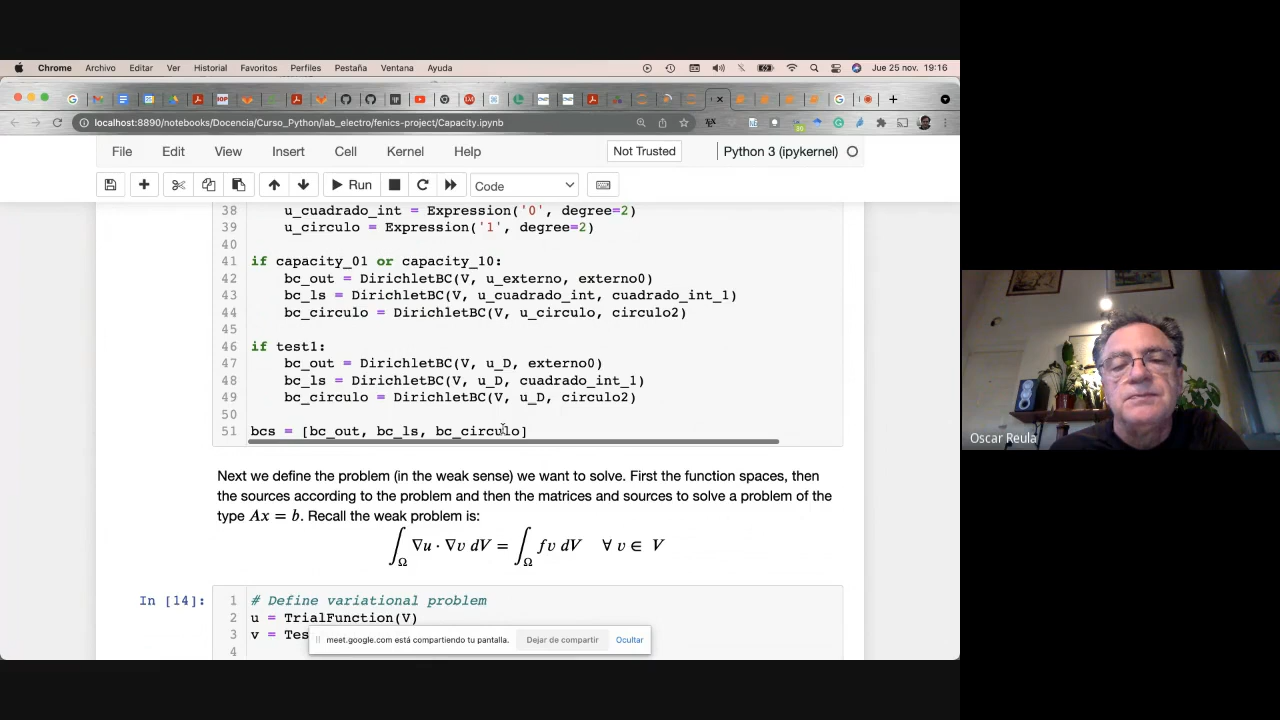 Chrome Archivo Editar Ver Historial Favoritos Perfiles Pestaña Ventana Ayuda Jue 25 nov. 19:16
localhost:8890/notebooks/Docencia/Curso_Python/lab_electro/fenics-project/Capacity.ipynb
File Edit View Insert Cell Kernel Help Not Trusted Python 3 (ipykernel)
Run Code
38 u_cuadrado_int = Expression('0', degree=2)
39 u_circulo = Expression('1', degree=2)
40
41 if capacity_01 or capacity_10:
42 bc_out = DirichletBC(V, u_externo, externo0)
43 bc_ls = DirichletBC(V, u_cuadrado_int, cuadrado_int_1)
44 bc_circulo = DirichletBC(V, u_circulo, circulo2)
45
46 if test1:
47 bc_out = DirichletBC(V, u_D, externo0)
48 bc_ls = DirichletBC(V, u_D, cuadrado_int_1)
49 bc_circulo = DirichletBC(V, u_D, circulo2)
50
51 bcs = [bc_out, bc_ls, bc_circulo]
Next we define the problem (in the weak sense) we want to solve. First the function spaces, then
the sources according to the problem and then the matrices and sources to solve a problem of the
type Ax = b. Recall the weak problem is:
∫Ω ∇u · ∇v dV = ∫Ω fv dV ∀ v ∈ V
In [14]: 1 # Define variational problem
2 u = TrialFunction(V)
3 v = Tes
4
meet.google.com está compartiendo tu pantalla. Dejar de compartir Ocultar
Oscar Reula